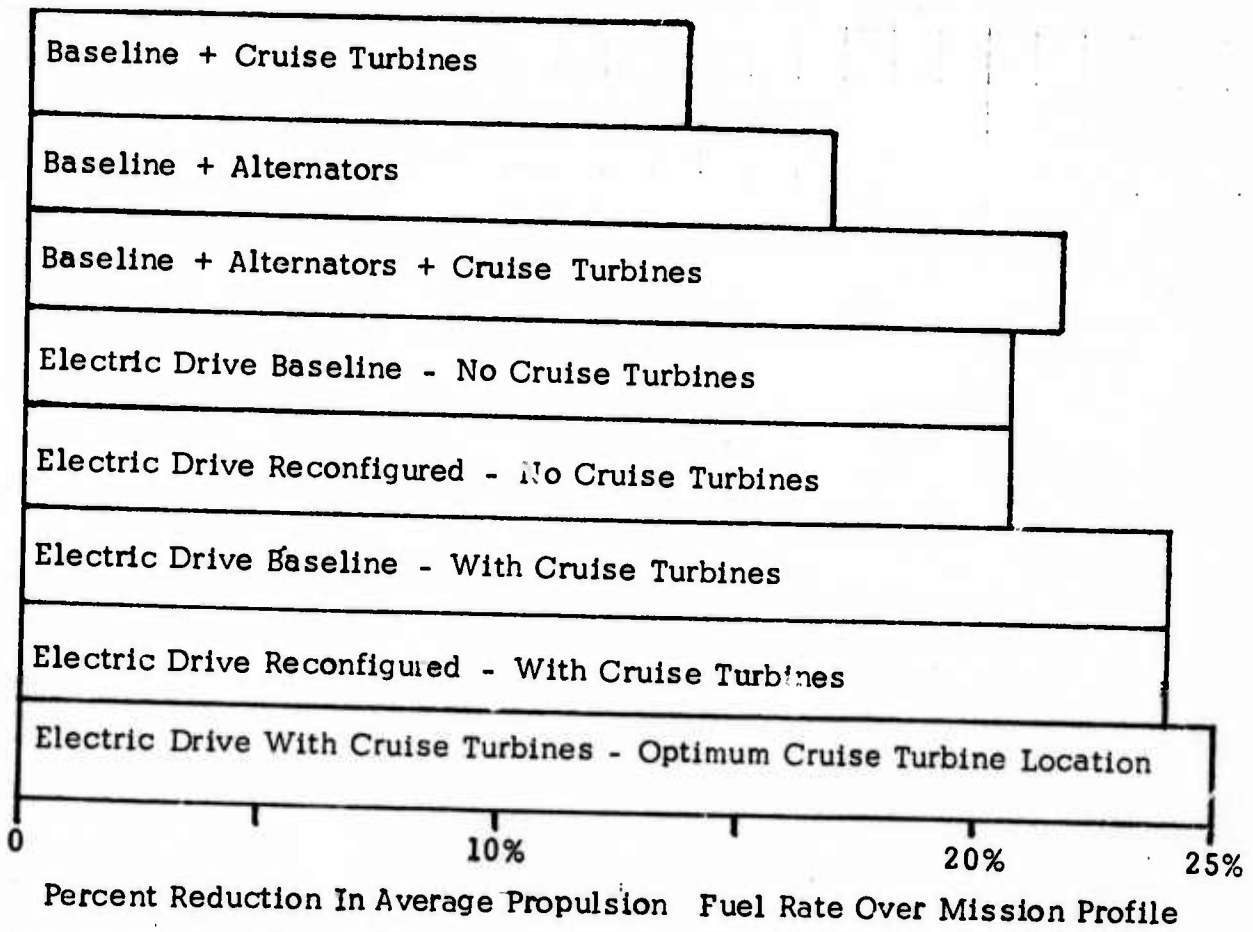 Baseline + Cruise Turbines
Baseline + Alternators
Baseline + Alternators + Cruise Turbines
Electric Drive Baseline - No Cruise Turbines
Electric Drive Reconfigured - No Cruise Turbines
Electric Drive Baseline - With Cruise Turbines
Electric Drive Reconfigured - With Cruise Turbines
Electric Drive With Cruise Turbines - Optimum Cruise Turbine Location
0 10% 20% 25%
Percent Reduction In Average Propulsion Fuel Rate Over Mission Profile